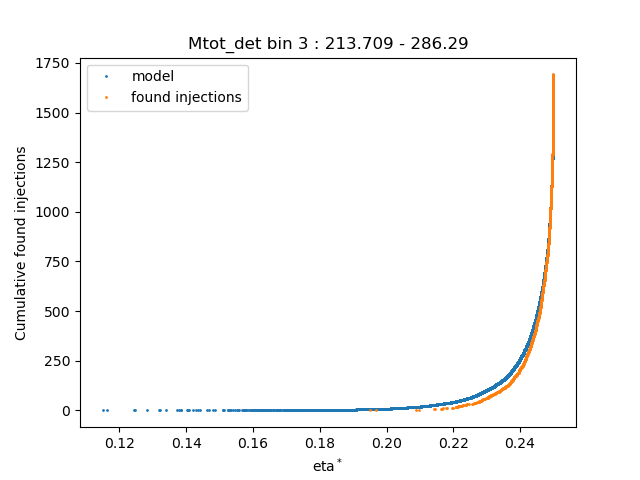 Mtot_det bin 3 : 213.709 - 286.29
model
found injections
Cumulative found injections
1750
1500
1250
1000
750
500
250
0
0.12 0.14 0.16 0.18 0.20 0.22 0.24
eta*